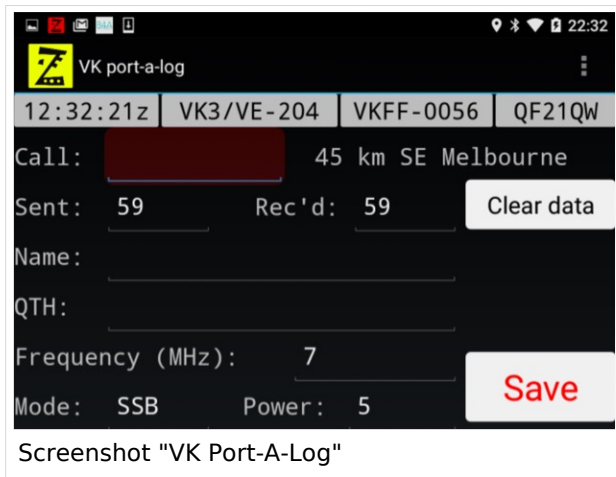 22:32
VK port-a-log
12:32:21z VK3/VE-204 VKFF-0056 QF21QW
Call: 45 km SE Melbourne
Sent: 59 Rec'd: 59 Clear data
Name:
QTH:
Frequency (MHz): 7
Save
Mode: SSB Power: 5
Screenshot "VK Port-A-Log"